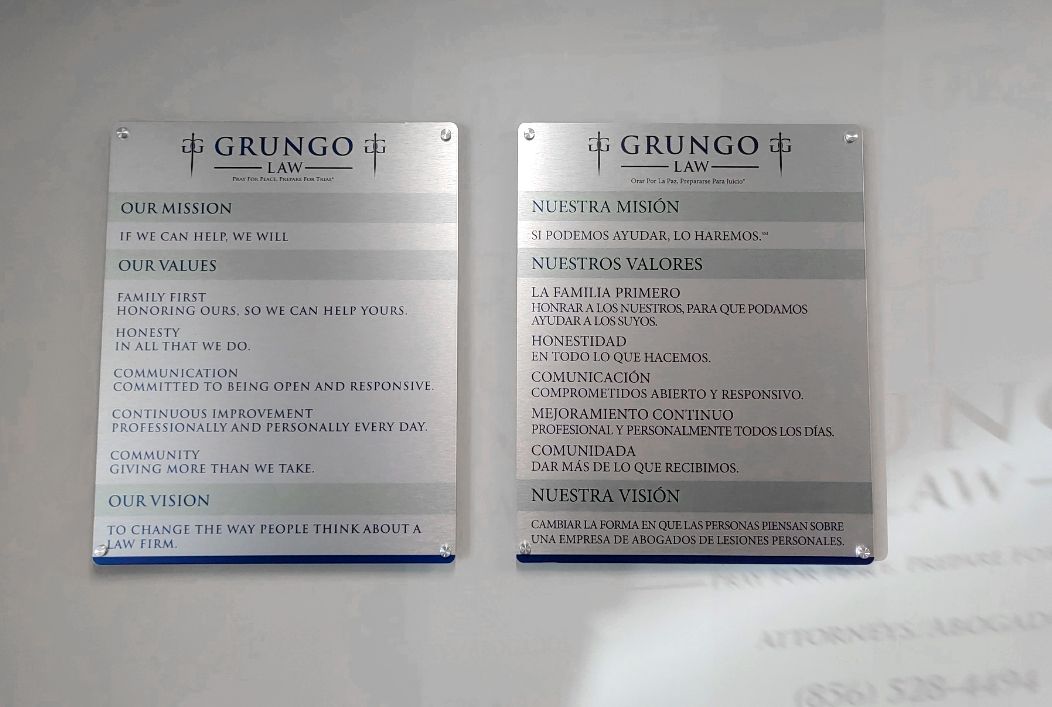 GRUNGO
LAW
PRAY FOR PEACE. PREPARE FOR TRIAL®
OUR MISSION
IF WE CAN HELP, WE WILL
OUR VALUES
FAMILY FIRST
HONORING OURS, SO WE CAN HELP YOURS.
HONESTY
IN ALL THAT WE DO.
COMMUNICATION
COMMITTED TO BEING OPEN AND RESPONSIVE.
CONTINUOUS IMPROVEMENT
PROFESSIONALLY AND PERSONALLY EVERY DAY.
COMMUNITY
GIVING MORE THAN WE TAKE.
OUR VISION
TO CHANGE THE WAY PEOPLE THINK ABOUT A
LAW FIRM.
GRUNGO
LAW
Orar Por La Paz, Prepararse Para Juicio®
NUESTRA MISIÓN
SI PODEMOS AYUDAR, LO HAREMOS.℠
NUESTROS VALORES
LA FAMILIA PRIMERO
HONRAR A LOS NUESTROS, PARA QUE PODAMOS
AYUDAR A LOS SUYOS.
HONESTIDAD
EN TODO LO QUE HACEMOS.
COMUNICACIÓN
COMPROMETIDOS ABIERTO Y RESPONSIVO.
MEJORAMIENTO CONTINUO
PROFESIONAL Y PERSONALMENTE TODOS LOS DÍAS.
COMUNIDADA
DAR MÁS DE LO QUE RECIBIMOS.
NUESTRA VISIÓN
CAMBIAR LA FORMA EN QUE LAS PERSONAS PIENSAN SOBRE
UNA EMPRESA DE ABOGADOS DE LESIONES PERSONALES.
LAW
PRAY FOR PEACE. PREPARE FOR
ATTORNEYS. ABOGAD
(856) 528-4494